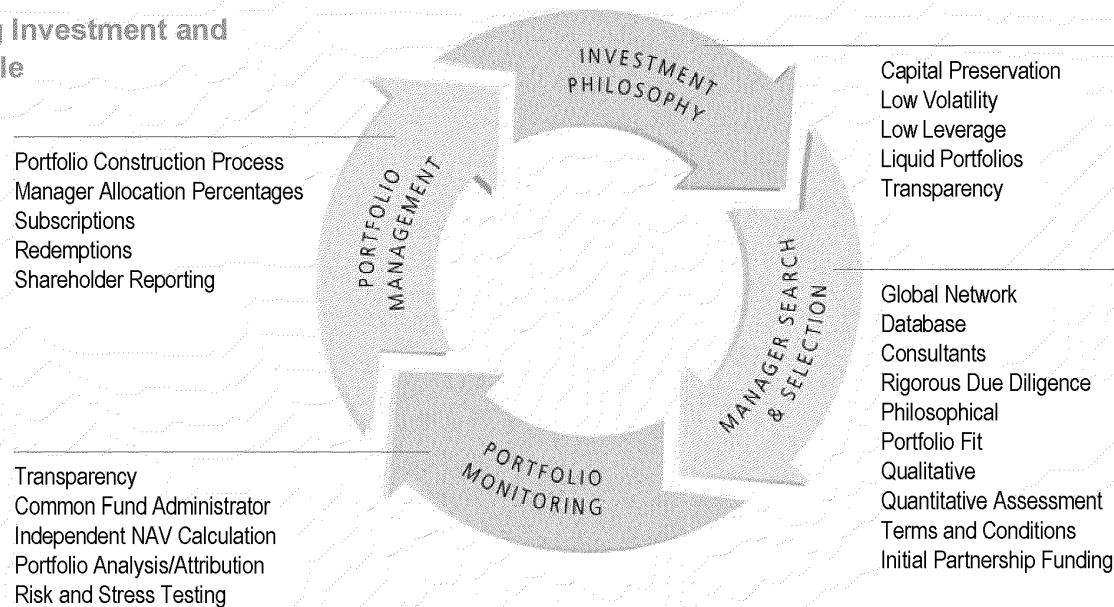 Investment and
INVESTMENT
PHILOSOPHY
Capital Preservation
Low Volatility
Low Leverage
Liquid Portfolios
Transparency
Portfolio Construction Process
Manager Allocation Percentages
Subscriptions
Redemptions
Shareholder Reporting
PORTFOLIO
MANAGEMENT
MANAGER SEARCH
& SELECTION
Global Network
Database
Consultants
Rigorous Due Diligence
Philosophical
Portfolio Fit
Qualitative
Quantitative Assessment
Terms and Conditions
Initial Partnership Funding
PORTFOLIO
MONITORING
Transparency
Common Fund Administrator
Independent NAV Calculation
Portfolio Analysis/Attribution
Risk and Stress Testing